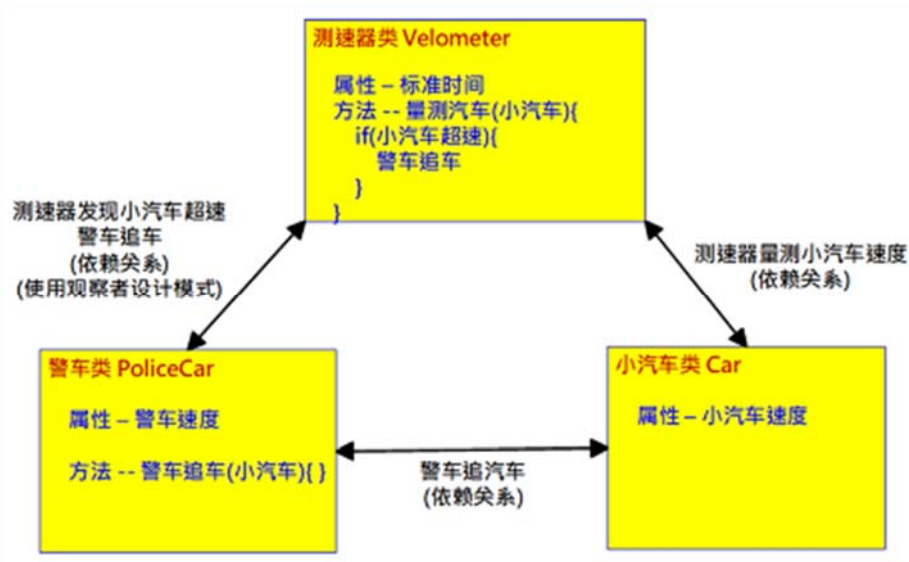 测速器类 Velometer
属性 – 标准时间
方法 -- 量测汽车(小汽车){
if(小汽车超速){
警车追车
}
}
测速器发现小汽车超速
警车追车
(依赖关系)
(使用观察者设计模式)
测速器量测小汽车速度
(依赖关系)
警车类 PoliceCar
属性 – 警车速度
方法 -- 警车追车(小汽车){ }
警车追汽车
(依赖关系)
小汽车类 Car
属性 – 小汽车速度